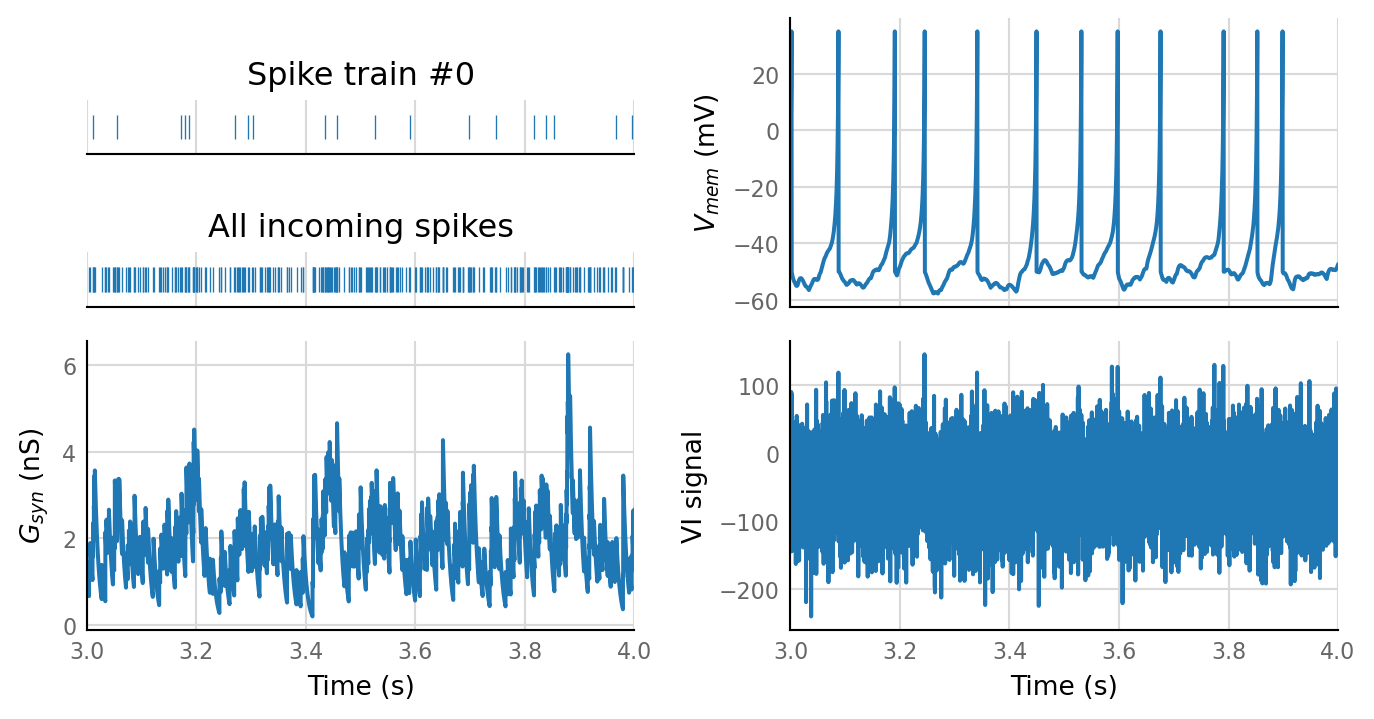 Spike train #0
All incoming spikes
G_syn (nS)
6
4
2
0
3.0 3.2 3.4 3.6 3.8 4.0
Time (s)
V_mem (mV)
20
0
−20
−40
−60
VI signal
100
0
−100
−200
3.0 3.2 3.4 3.6 3.8 4.0
Time (s)